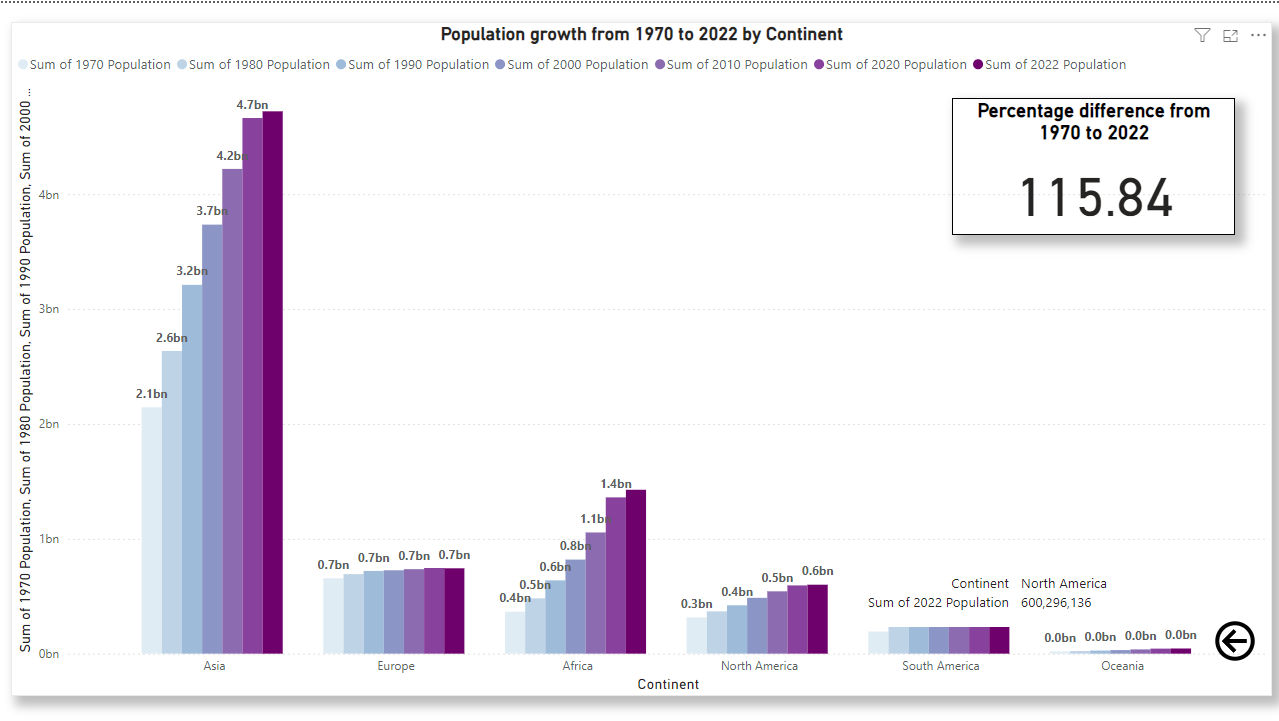 Population growth from 1970 to 2022 by Continent
Sum of 1970 Population Sum of 1980 Population Sum of 1990 Population Sum of 2000 Population Sum of 2010 Population Sum of 2020 Population Sum of 2022 Population
Sum of 1970 Population, Sum of 1980 Population, Sum of 1990 Population, Sum of 2000 ...
Percentage difference from
1970 to 2022
115.84
4bn
3bn
2bn
1bn
0bn
2.1bn
2.6bn
3.2bn
3.7bn
4.2bn
4.7bn
0.7bn 0.7bn 0.7bn 0.7bn
0.4bn
0.5bn
0.6bn
0.8bn
1.1bn
1.4bn
0.3bn
0.4bn
0.5bn
0.6bn
Continent North America
Sum of 2022 Population 600,296,136
0.0bn 0.0bn 0.0bn 0.0bn
Asia Europe Africa North America South America Oceania
Continent